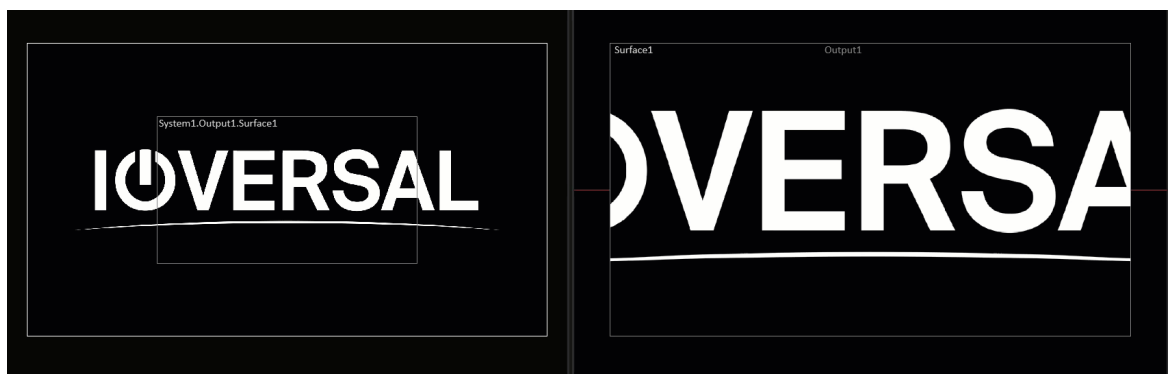 System1.Output1.Surface1
IOVERSAL
Surface1
Output1
OVERSA